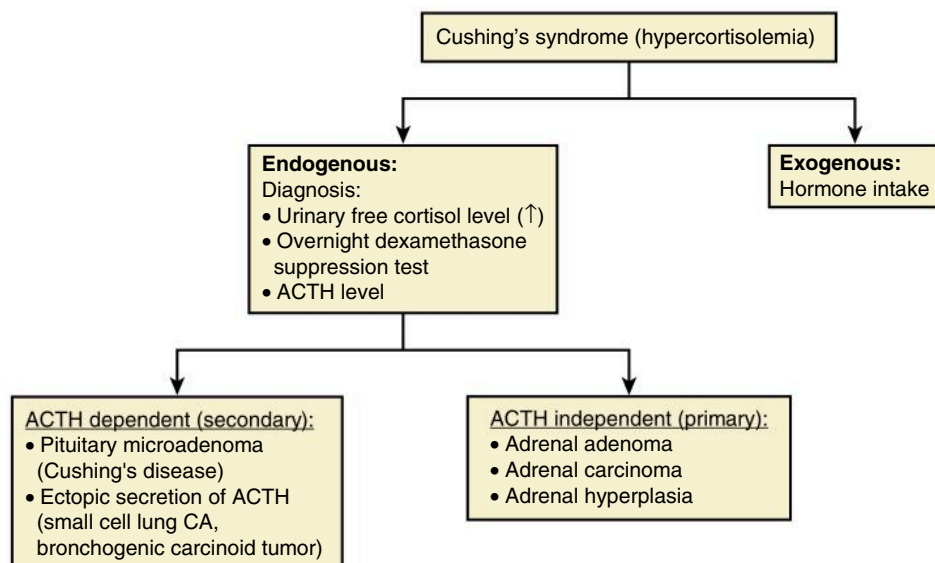 Cushing's syndrome (hypercortisolemia)
Endogenous:
Diagnosis:
• Urinary free cortisol level (↑)
• Overnight dexamethasone
suppression test
• ACTH level
Exogenous:
Hormone intake
ACTH dependent (secondary):
• Pituitary microadenoma
(Cushing's disease)
• Ectopic secretion of ACTH
(small cell lung CA,
bronchogenic carcinoid tumor)
ACTH independent (primary):
• Adrenal adenoma
• Adrenal carcinoma
• Adrenal hyperplasia